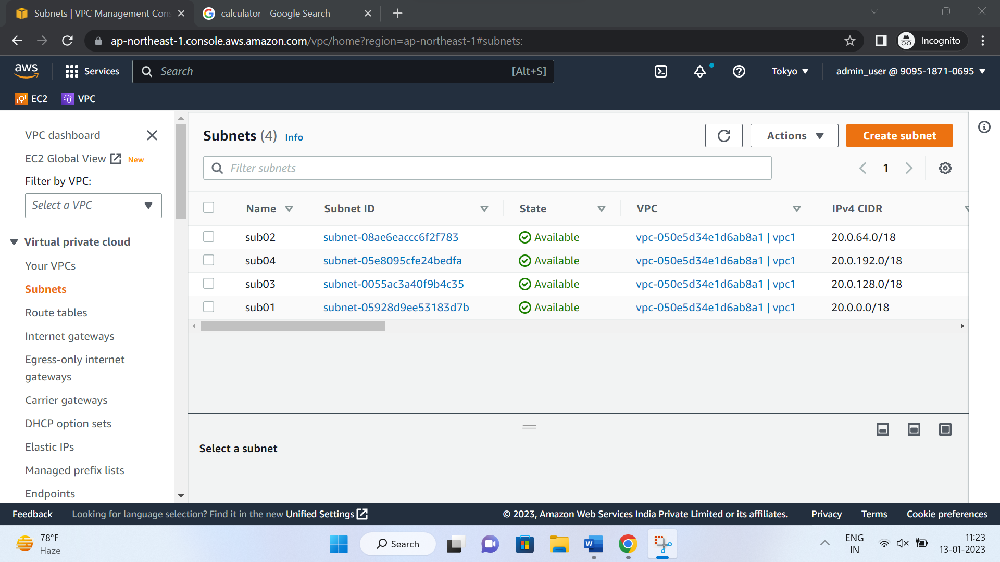 Subnets | VPC Management Con
calculator - Google Search
ap-northeast-1.console.aws.amazon.com/vpc/home?region=ap-northeast-1#subnets:
Incognito
aws
Services
Search
[Alt+S]
Tokyo
admin_user @ 9095-1871-0695
EC2
VPC
VPC dashboard
EC2 Global View New
Filter by VPC:
Select a VPC
Virtual private cloud
Your VPCs
Subnets
Route tables
Internet gateways
Egress-only internet
gateways
Carrier gateways
DHCP option sets
Elastic IPs
Managed prefix lists
Endpoints
Subnets (4) Info
Actions
Create subnet
Filter subnets
1
Name Subnet ID State VPC IPv4 CIDR
sub02 subnet-08ae6eaccc6f2f783 Available vpc-050e5d34e1d6ab8a1 | vpc1 20.0.64.0/18
sub04 subnet-05e8095cfe24bedfa Available vpc-050e5d34e1d6ab8a1 | vpc1 20.0.192.0/18
sub03 subnet-0055ac3a40f9b4c35 Available vpc-050e5d34e1d6ab8a1 | vpc1 20.0.128.0/18
sub01 subnet-05928d9ee53183d7b Available vpc-050e5d34e1d6ab8a1 | vpc1 20.0.0.0/18
Select a subnet
Feedback Looking for language selection? Find it in the new Unified Settings © 2023, Amazon Web Services India Private Limited or its affiliates. Privacy Terms Cookie preferences
78°F
Haze
Search
W
ENG
IN
11:23
13-01-2023